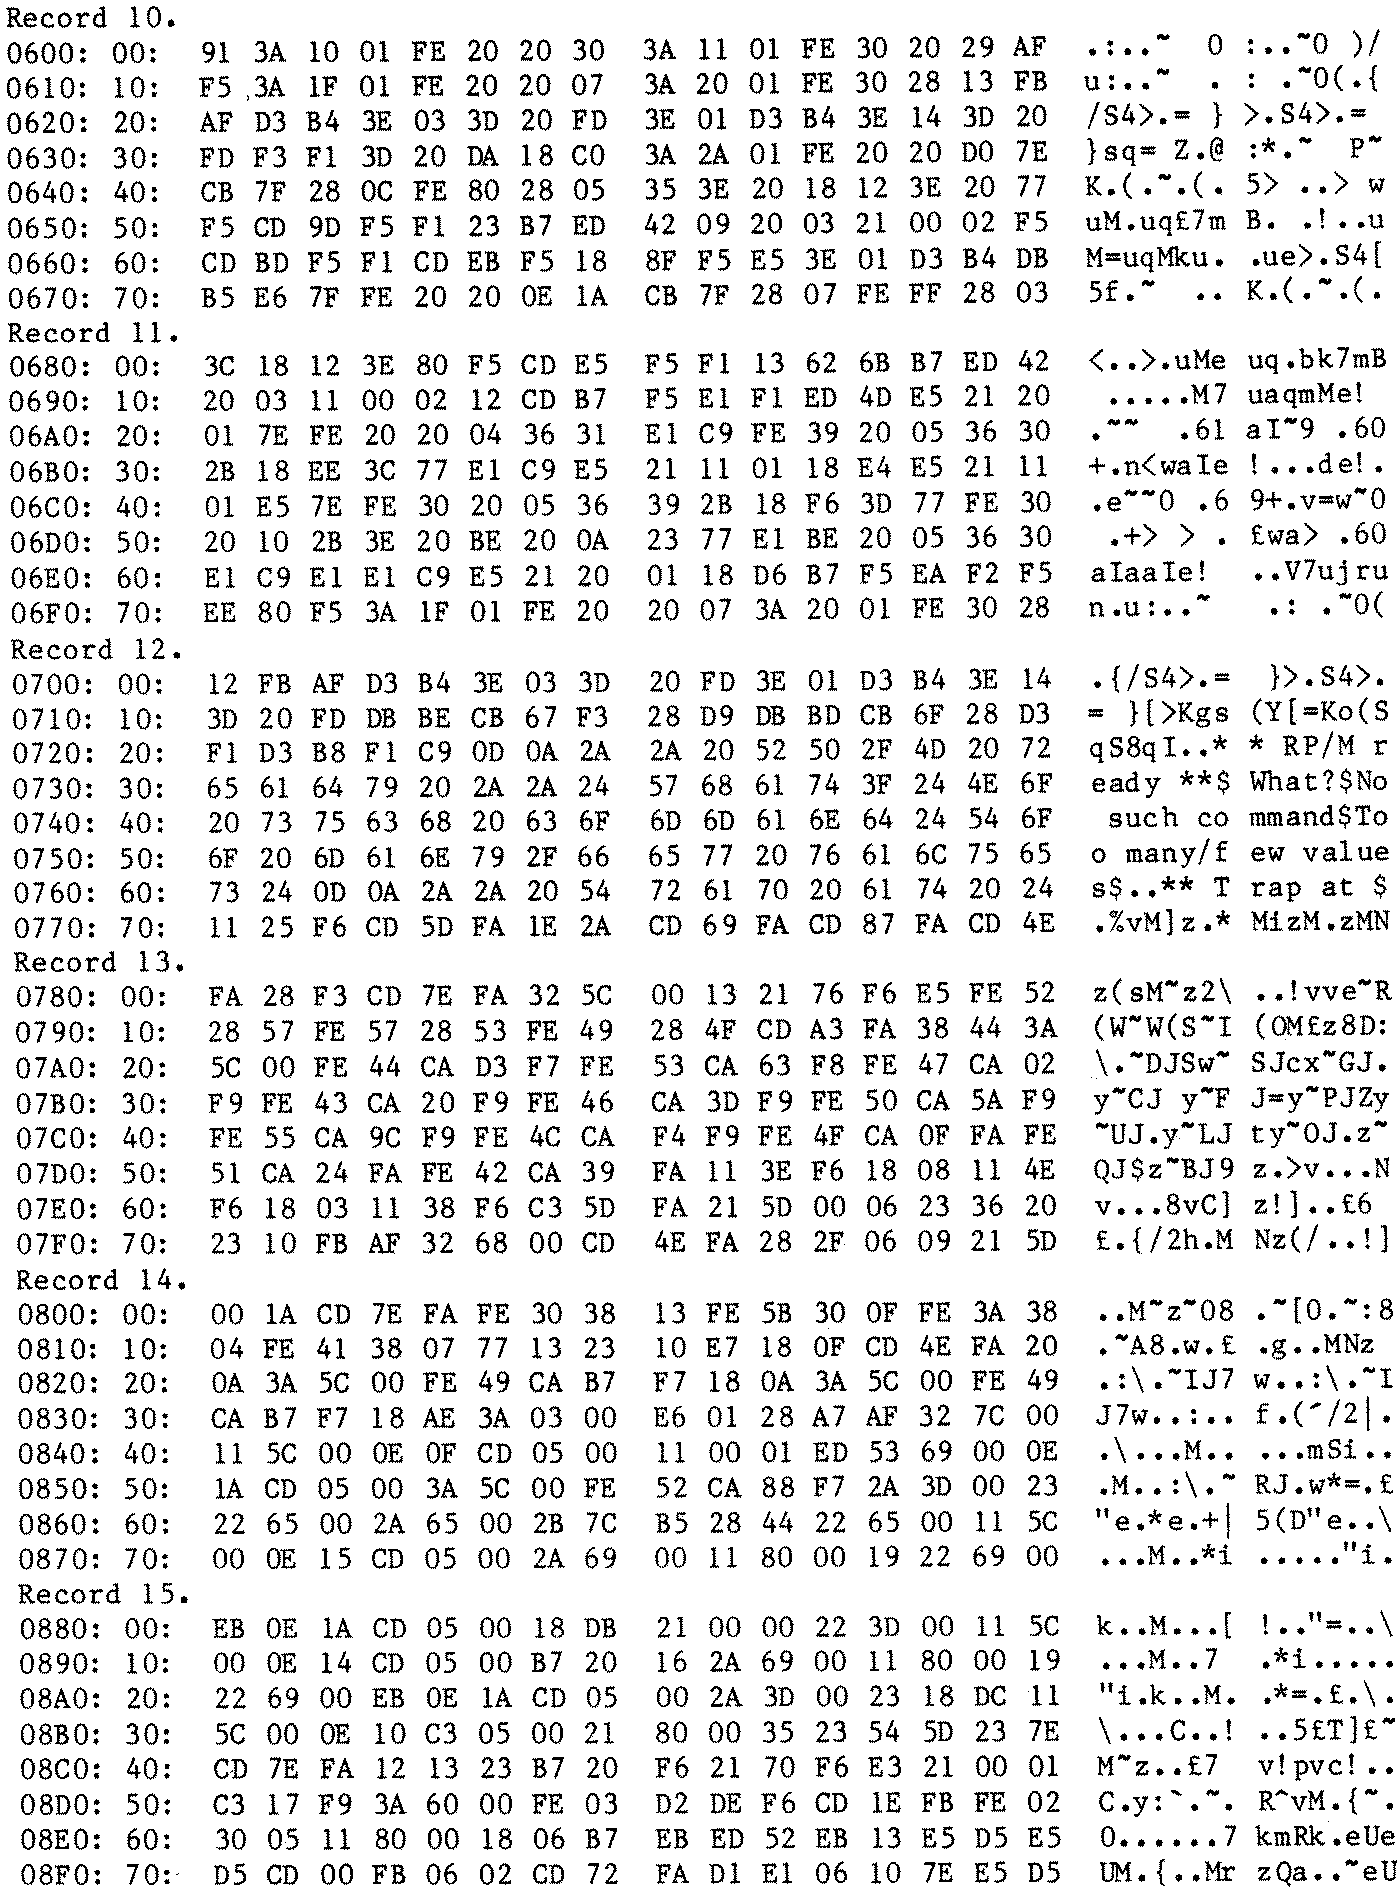 Record 10.
0600: 00:  91 3A 10 01 FE 20 20 30  3A 11 01 FE 30 20 29 AF  .:..~  0 :..~0 )/
0610: 10:  F5 3A 1F 01 FE 20 20 07  3A 20 01 FE 30 28 13 FB  u:..~  . : .~0(.{
0620: 20:  AF D3 B4 3E 03 3D 20 FD  3E 01 D3 B4 3E 14 3D 20  /S4>.= } >.S4>.=
0630: 30:  FD F3 F1 3D 20 DA 18 C0  3A 2A 01 FE 20 20 D0 7E  }sq= Z.@ :*.~  P~
0640: 40:  CB 7F 28 0C FE 80 28 05  35 3E 20 18 12 3E 20 77  K.(.~.(. 5> ..> w
0650: 50:  F5 CD 9D F5 F1 23 B7 ED  42 09 20 03 21 00 02 F5  uM.uq£7m B. .!..u
0660: 60:  CD BD F5 F1 CD EB F5 18  8F F5 E5 3E 01 D3 B4 DB  M=uqMku. .ue>.S4[
0670: 70:  B5 E6 7F FE 20 20 0E 1A  CB 7F 28 07 FE FF 28 03  5f.~  .. K.(.~.(.
Record 11.
0680: 00:  3C 18 12 3E 80 F5 CD E5  F5 F1 13 62 6B B7 ED 42  <..>.uMe uq.bk7mB
0690: 10:  20 03 11 00 02 12 CD B7  F5 E1 F1 ED 4D E5 21 20   .....M7 uaqmMe!
06A0: 20:  01 7E FE 20 20 04 36 31  E1 C9 FE 39 20 05 36 30  .~~  .61 aI~9 .60
06B0: 30:  2B 18 EE 3C 77 E1 C9 E5  21 11 01 18 E4 E5 21 11  +.n<waIe !...de!.
06C0: 40:  01 E5 7E FE 30 20 05 36  39 2B 18 F6 3D 77 FE 30  .e~~0 .6 9+.v=w~0
06D0: 50:  20 10 2B 3E 20 BE 20 0A  23 77 E1 BE 20 05 36 30   .+> > . £wa> .60
06E0: 60:  E1 C9 E1 E1 C9 E5 21 20  01 18 D6 B7 F5 EA F2 F5  aIaaIe!  ..V7ujru
06F0: 70:  EE 80 F5 3A 1F 01 FE 20  20 07 3A 20 01 FE 30 28  n.u:..~   .: .~0(
Record 12.
0700: 00:  12 FB AF D3 B4 3E 03 3D  20 FD 3E 01 D3 B4 3E 14  .{/S4>.=  }>.S4>.
0710: 10:  3D 20 FD DB BE CB 67 F3  28 D9 DB BD CB 6F 28 D3  = }[>Kgs (Y[=Ko(S
0720: 20:  F1 D3 B8 F1 C9 0D 0A 2A  2A 20 52 50 2F 4D 20 72  qS8qI..* * RP/M r
0730: 30:  65 61 64 79 20 2A 2A 24  57 68 61 74 3F 24 4E 6F  eady **$ What?$No
0740: 40:  20 73 75 63 68 20 63 6F  6D 6D 61 6E 64 24 54 6F   such co mmand$To
0750: 50:  6F 20 6D 61 6E 79 2F 66  65 77 20 76 61 6C 75 65  o many/f ew value
0760: 60:  73 24 0D 0A 2A 2A 20 54  72 61 70 20 61 74 20 24  s$..** T rap at $
0770: 70:  11 25 F6 CD 5D FA 1E 2A  CD 69 FA CD 87 FA CD 4E  .%vM]z.* MizM.zMN
Record 13.
0780: 00:  FA 28 F3 CD 7E FA 32 5C  00 13 21 76 F6 E5 FE 52  z(sM~z2\ ..!vve~R
0790: 10:  28 57 FE 57 28 53 FE 49  28 4F CD A3 FA 38 44 3A  (W~W(S~I (OM£z8D:
07A0: 20:  5C 00 FE 44 CA D3 F7 FE  53 CA 63 F8 FE 47 CA 02  \.~DJSw~ SJcx~GJ.
07B0: 30:  F9 FE 43 CA 20 F9 FE 46  CA 3D F9 FE 50 CA 5A F9  y~CJ y~F J=y~PJZy
07C0: 40:  FE 55 CA 9C F9 FE 4C CA  F4 F9 FE 4F CA 0F FA FE  ~UJ.y~LJ ty~OJ.z~
07D0: 50:  51 CA 24 FA FE 42 CA 39  FA 11 3E F6 18 08 11 4E  QJ$z~BJ9 z.>v...N
07E0: 60:  F6 18 03 11 38 F6 C3 5D  FA 21 5D 00 06 23 36 20  v...8vC] z!]..£6
07F0: 70:  23 10 FB AF 32 68 00 CD  4E FA 28 2F 06 09 21 5D  £.{/2h.M Nz(/..!]
Record 14.
0800: 00:  00 1A CD 7E FA FE 30 38  13 FE 5B 30 0F FE 3A 38  ..M~z~08 .~[0.~:8
0810: 10:  04 FE 41 38 07 77 13 23  10 E7 18 0F CD 4E FA 20  .~A8.w.£ .g..MNz
0820: 20:  0A 3A 5C 00 FE 49 CA B7  F7 18 0A 3A 5C 00 FE 49  .:\.~IJ7 w..:\.~I
0830: 30:  CA B7 F7 18 AE 3A 03 00  E6 01 28 A7 AF 32 7C 00  J7w..:.. f.(^/2|.
0840: 40:  11 5C 00 0E 0F CD 05 00  11 00 01 ED 53 69 00 0E  .\...M.. ...mSi..
0850: 50:  1A CD 05 00 3A 5C 00 FE  52 CA 88 F7 2A 3D 00 23  .M..:\.~ RJ.w*=.£
0860: 60:  22 65 00 2A 65 00 2B 7C  B5 28 44 22 65 00 11 5C  "e.*e.+| 5(D"e..\
0870: 70:  00 0E 15 CD 05 00 2A 69  00 11 80 00 19 22 69 00  ...M..*i ....."i.
Record 15.
0880: 00:  EB 0E 1A CD 05 00 18 DB  21 00 00 22 3D 00 11 5C  k..M...[ !.."=..\
0890: 10:  00 0E 14 CD 05 00 B7 20  16 2A 69 00 11 80 00 19  ...M..7  .*i.....
08A0: 20:  22 69 00 EB 0E 1A CD 05  00 2A 3D 00 23 18 DC 11  "i.k..M. .*=.£.\.
08B0: 30:  5C 00 0E 10 C3 05 00 21  80 00 35 23 54 5D 23 7E  \...C..! ..5£T]£~
08C0: 40:  CD 7E FA 12 13 23 B7 20  F6 21 70 F6 E3 21 00 01  M~z..£7  v!pvc!..
08D0: 50:  C3 17 F9 3A 60 00 FE 03  D2 DE F6 CD 1E FB FE 02  C.y:`.~. R^vM.{~.
08E0: 60:  30 05 11 80 00 18 06 B7  EB ED 52 EB 13 E5 D5 E5  0......7 kmRk.eUe
08F0: 70:  D5 CD 00 FB 06 02 CD 72  FA D1 E1 06 10 7E E5 D5  UM.{..Mr zQa..~eU